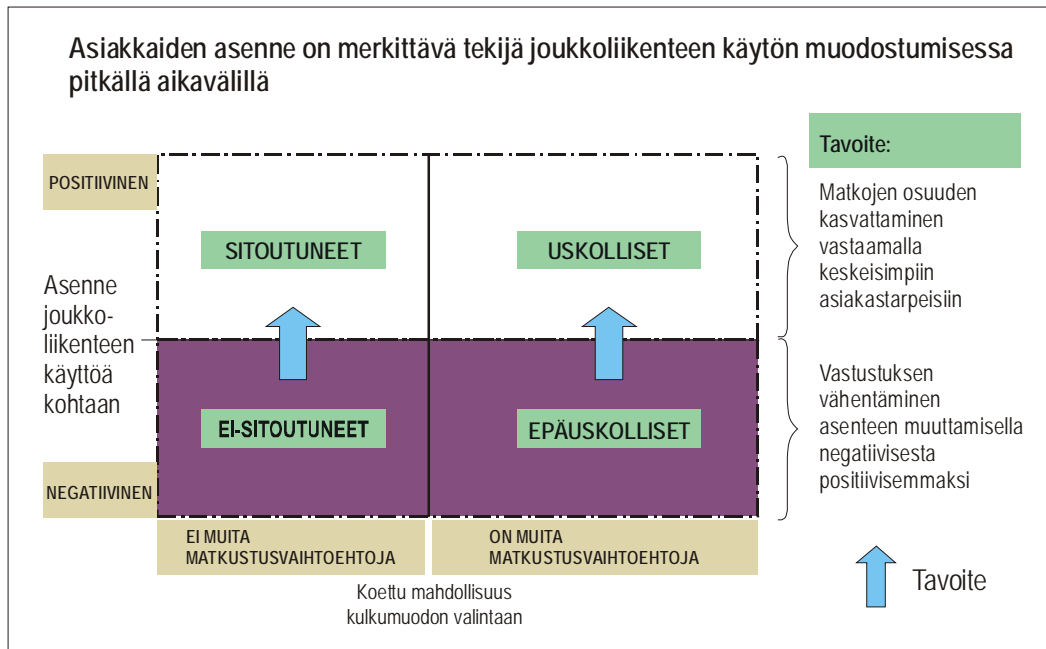 Asiakkaiden asenne on merkittävä tekijä joukkoliikenteen käytön muodostumisessa
pitkällä aikavälillä
Tavoite:
POSITIIVINEN
Matkojen osuuden
kasvattaminen
vastaamalla
keskeisimpiin
asiakastarpeisiin
SITOUTUNEET
USKOLLISET
Asenne
joukko-
liikenteen
käyttöä
kohtaan
Vastustuksen
vähentäminen
asenteen muuttamisella
negatiivisesta
positiivisemmaksi
EI-SITOUTUNEET
EPÄUSKOLLISET
NEGATIIVINEN
EI MUITA
MATKUSTUSVAIHTOEHTOJA
ON MUITA
MATKUSTUSVAIHTOEHTOJA
Koettu mahdollisuus
kulkumuodon valintaan
Tavoite